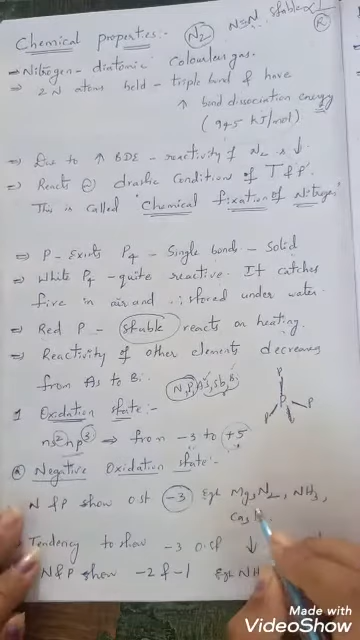 Chemical properties:- N2 N≡N stable
R
⇒ Nitrogen - diatomic Colourless gas.
⇒ 2 N atoms held - triple bond & have
↑ bond dissociation energy
(945 kJ/mol)
⇒ Due to ↑ BDE - reactivity of N2 is ↓.
⇒ Reacts @ drastic Conditions of T & P.
This is called "Chemical fixation of Nitrogen"
⇒ P - Exists P4 - Single bonds - Solid
⇒ White P4 - quite reactive. It catches
fire in air and ∴ stored under water.
⇒ Red P - stable reacts on heating.
⇒ Reactivity of other elements decreases
from As to Bi. N, P, As, Sb, Bi
P
P
P
1 Oxidation state:-
ns2 np3 ⇒ from -3 to +5
a Negative Oxidation state:-
N & P show o.st -3 Eg: Mg3N2, NH3,
Ca3
Tendency to show -3 ↓
N & P show -2 & -1 Eg: NH
Made with
VideoShow